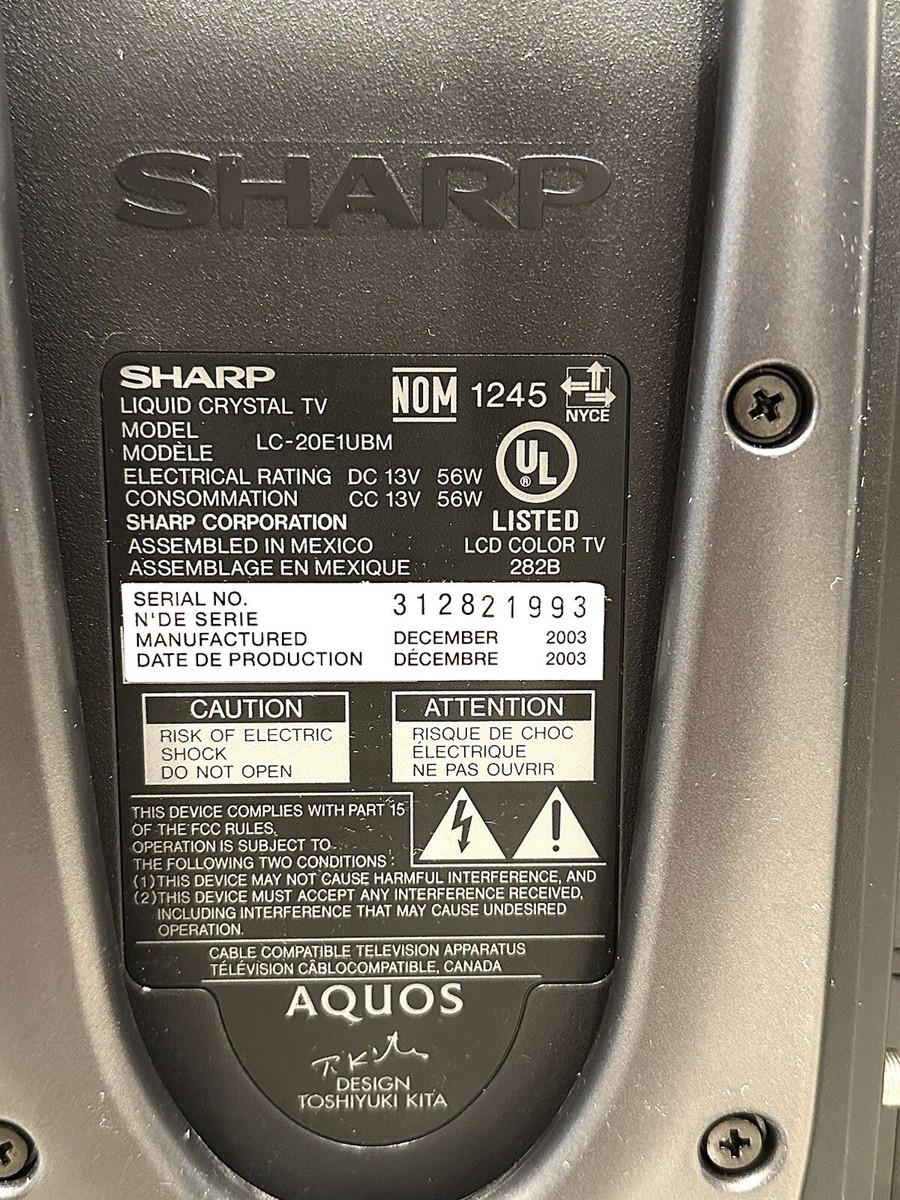 SHARP
SHARP
NOM 1245
NYCE
LIQUID CRYSTAL TV
MODEL
MODÈLE
LC-20E1UBM
UL
®
ELECTRICAL RATING DC 13V 56W
CONSOMMATION CC 13V 56W
SHARP CORPORATION
LISTED
ASSEMBLED IN MEXICO
LCD COLOR TV
ASSEMBLAGE EN MEXIQUE
282B
SERIAL NO.
N'DE SERIE
312821993
MANUFACTURED DECEMBER 2003
DATE DE PRODUCTION DÉCEMBRE 2003
CAUTION
RISK OF ELECTRIC
SHOCK
DO NOT OPEN
ATTENTION
RISQUE DE CHOC
ÉLECTRIQUE
NE PAS OUVRIR
THIS DEVICE COMPLIES WITH PART 15
OF THE FCC RULES.
OPERATION IS SUBJECT TO
THE FOLLOWING TWO CONDITIONS :
(1)THIS DEVICE MAY NOT CAUSE HARMFUL INTERFERENCE, AND
(2)THIS DEVICE MUST ACCEPT ANY INTERFERENCE RECEIVED,
INCLUDING INTERFERENCE THAT MAY CAUSE UNDESIRED
OPERATION.
CABLE COMPATIBLE TELEVISION APPARATUS
TÉLÉVISION CÂBLOCOMPATIBLE, CANADA
AQUOS
T. Kita
DESIGN
TOSHIYUKI KITA